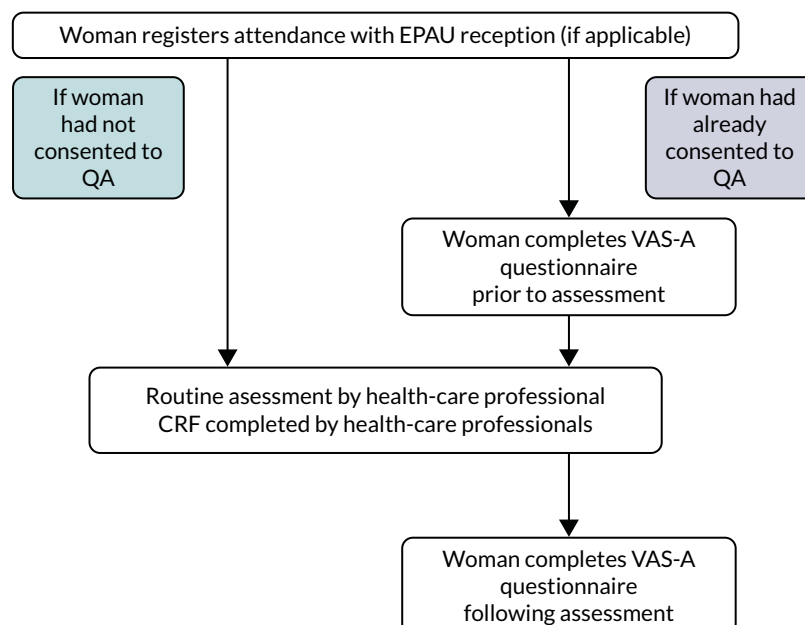 Woman registers attendance with EPAU reception (if applicable)
If woman
had not
consented to
QA
If woman had
already
consented to
QA
Woman completes VAS-A
questionnaire
prior to assessment
Routine asessment by health-care professional
CRF completed by health-care professionals
Woman completes VAS-A
questionnaire
following assessment